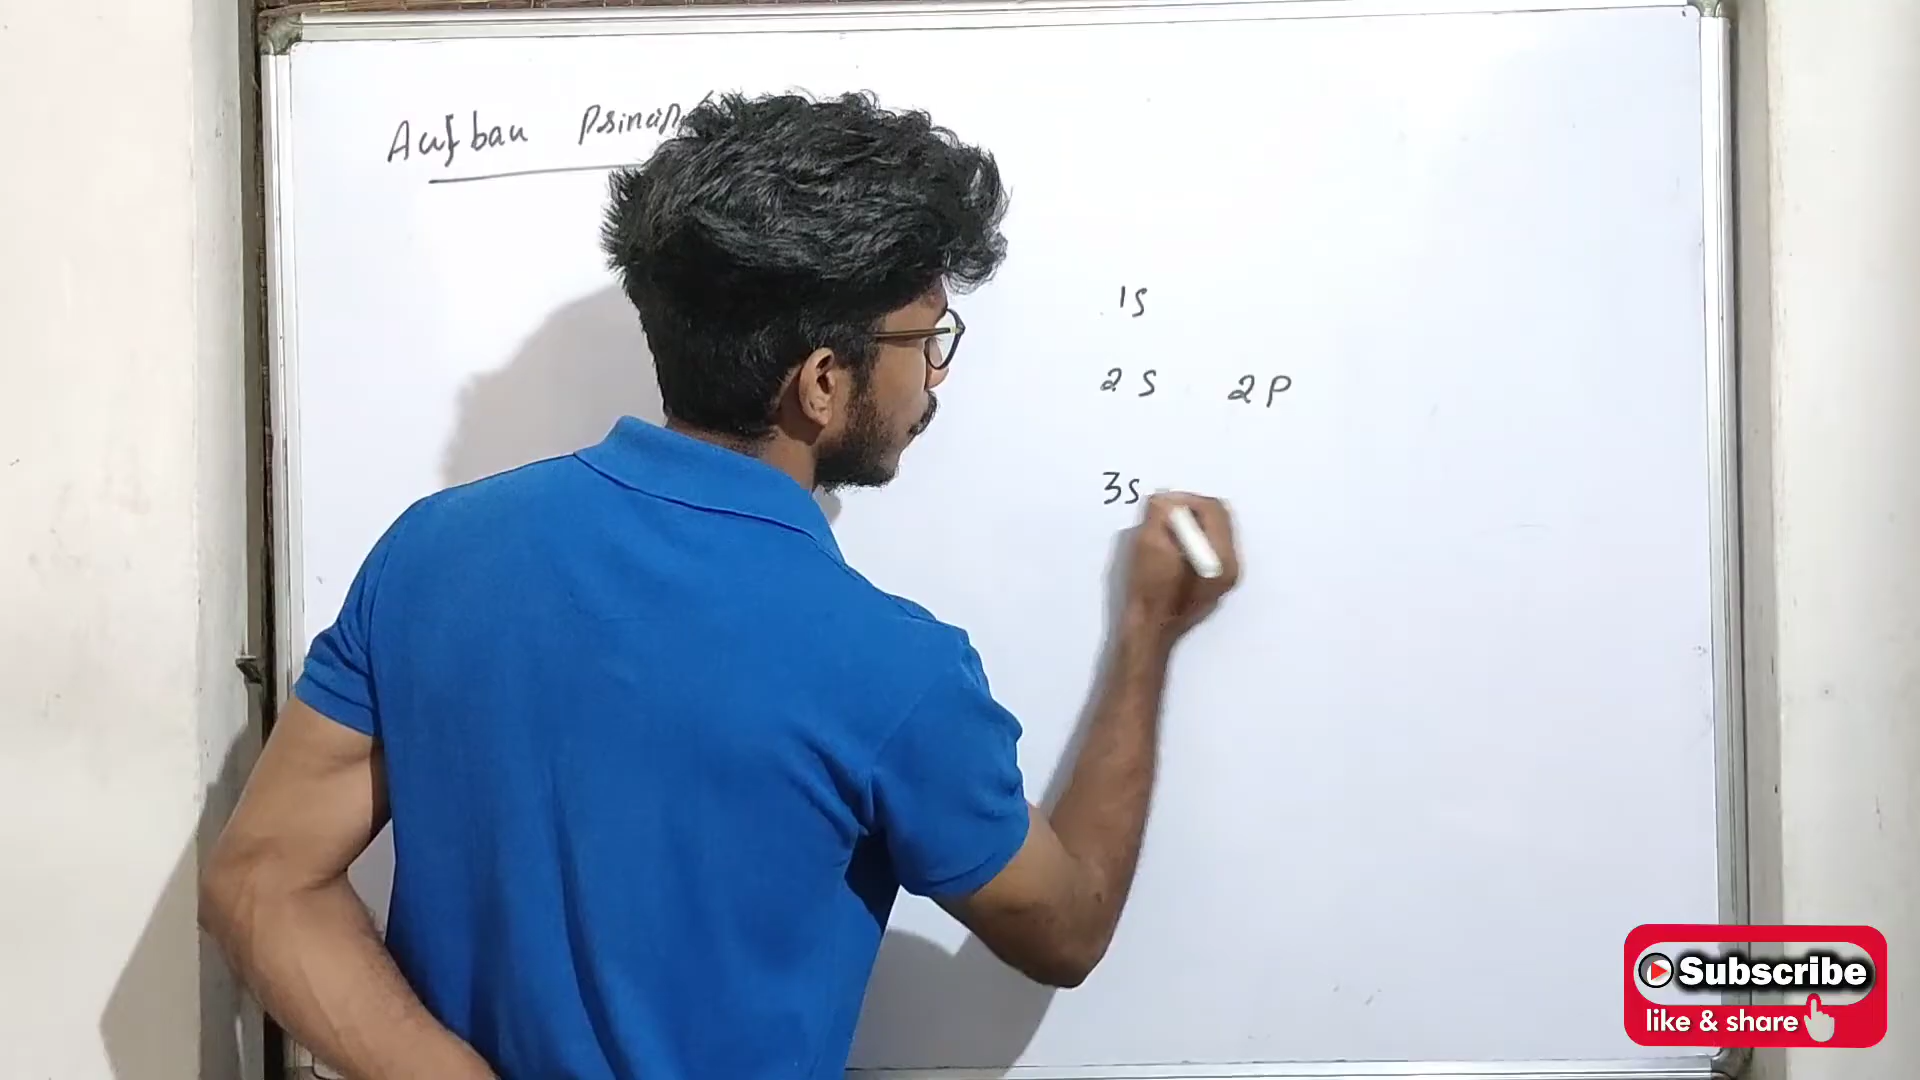 Aufbau
1s
2s 2p
3s
Subscribe
like & share